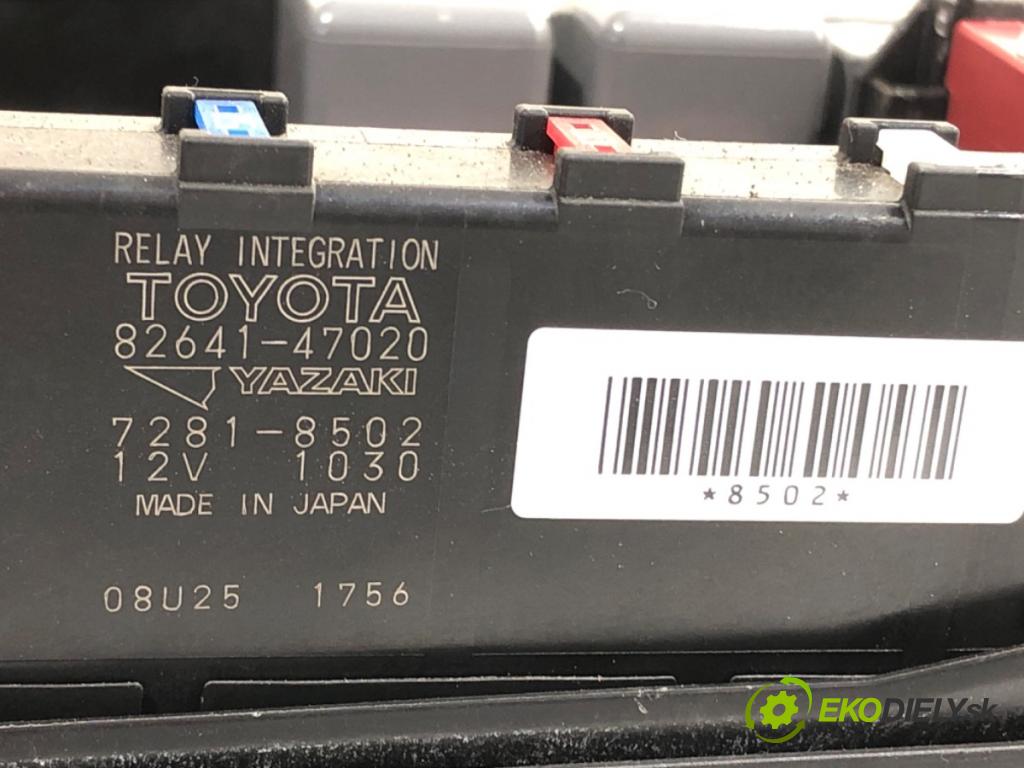 RELAY INTEGRATION
TOYOTA
82641-47020
YAZAKI
7281-8502
12V 1030
MADE IN JAPAN
08U25 1756
*8502*
EKODIELY.sk